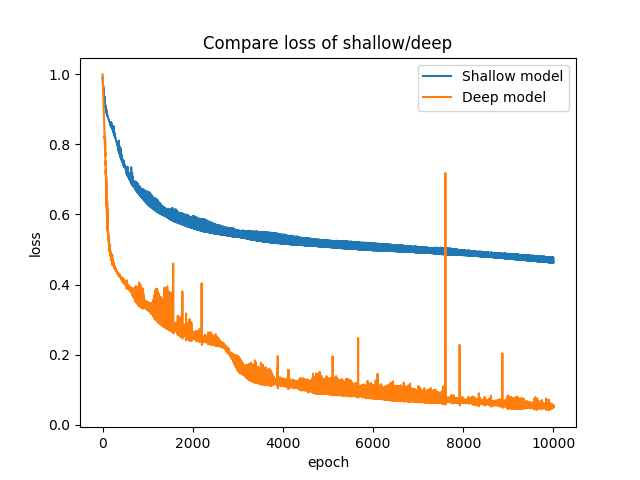 Compare loss of shallow/deep
Shallow model
Deep model
loss
1.0
0.8
0.6
0.4
0.2
0.0
0 2000 4000 6000 8000 10000
epoch